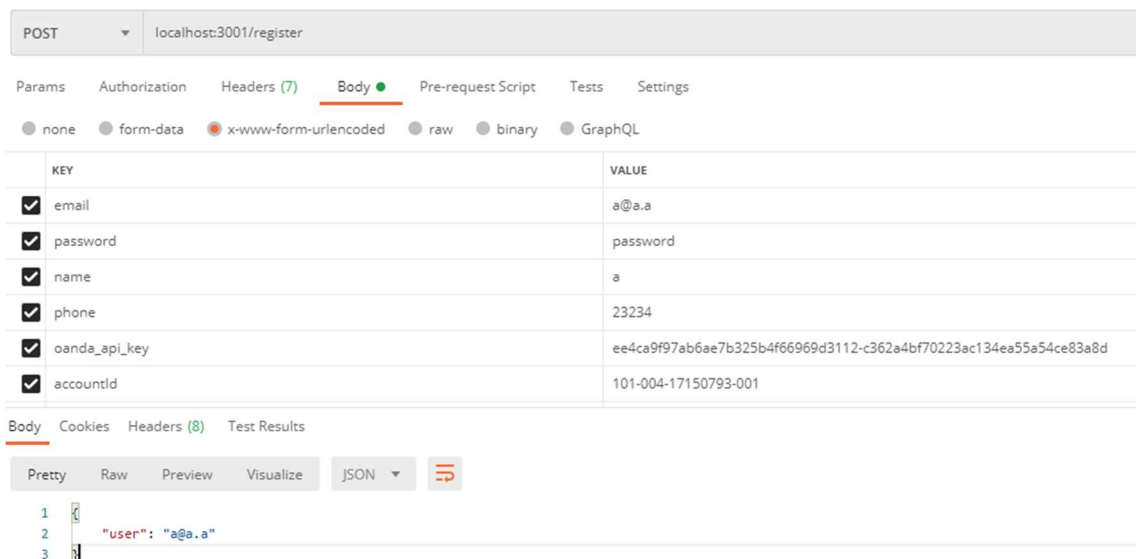 POST localhost:3001/register
Params Authorization Headers (7) Body Pre-request Script Tests Settings
none form-data x-www-form-urlencoded raw binary GraphQL
KEY VALUE
email a@a.a
password password
name a
phone 23234
oanda_api_key ee4ca9f97ab6ae7b325b4f66969d3112-c362a4bf70223ac134ea55a54ce83a8d
accountId 101-004-17150793-001
Body Cookies Headers (8) Test Results
Pretty Raw Preview Visualize JSON
1 {
2 "user": "a@a.a"
3 }